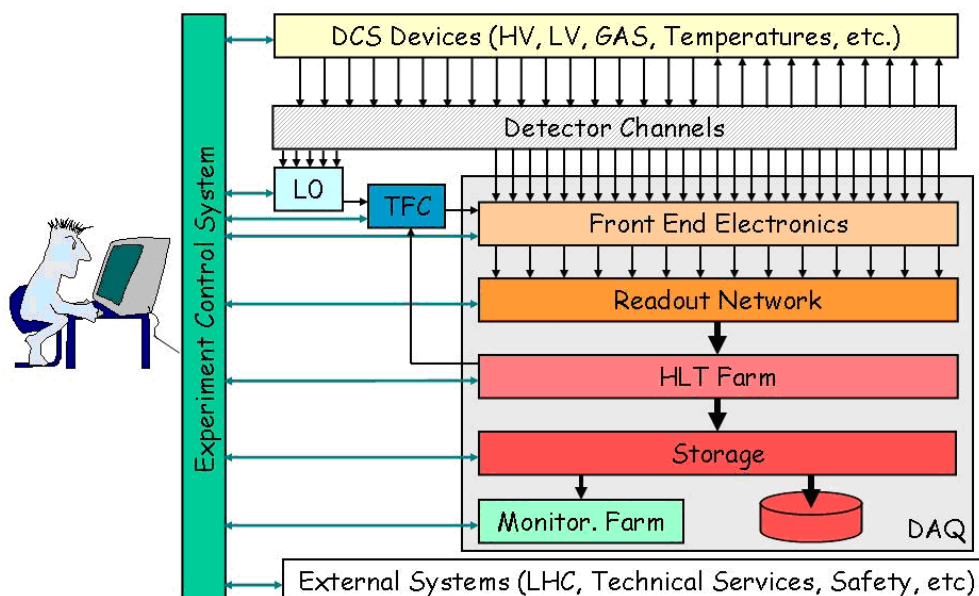 DCS Devices (HV, LV, GAS, Temperatures, etc.)
Detector Channels
L0
TFC
Front End Electronics
Readout Network
HLT Farm
Storage
Monitor. Farm
DAQ
External Systems (LHC, Technical Services, Safety, etc)
Experiment Control System